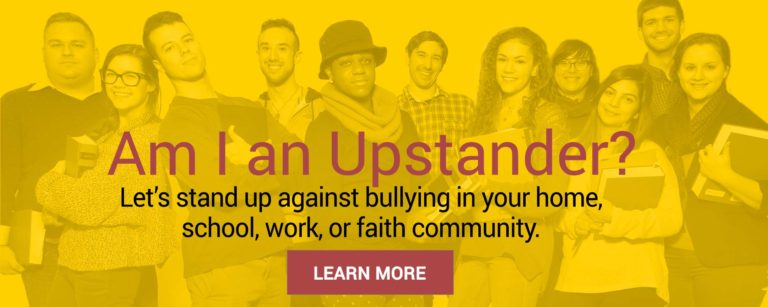 Am I an Upstander?
Let’s stand up against bullying in your home,
school, work, or faith community.
LEARN MORE